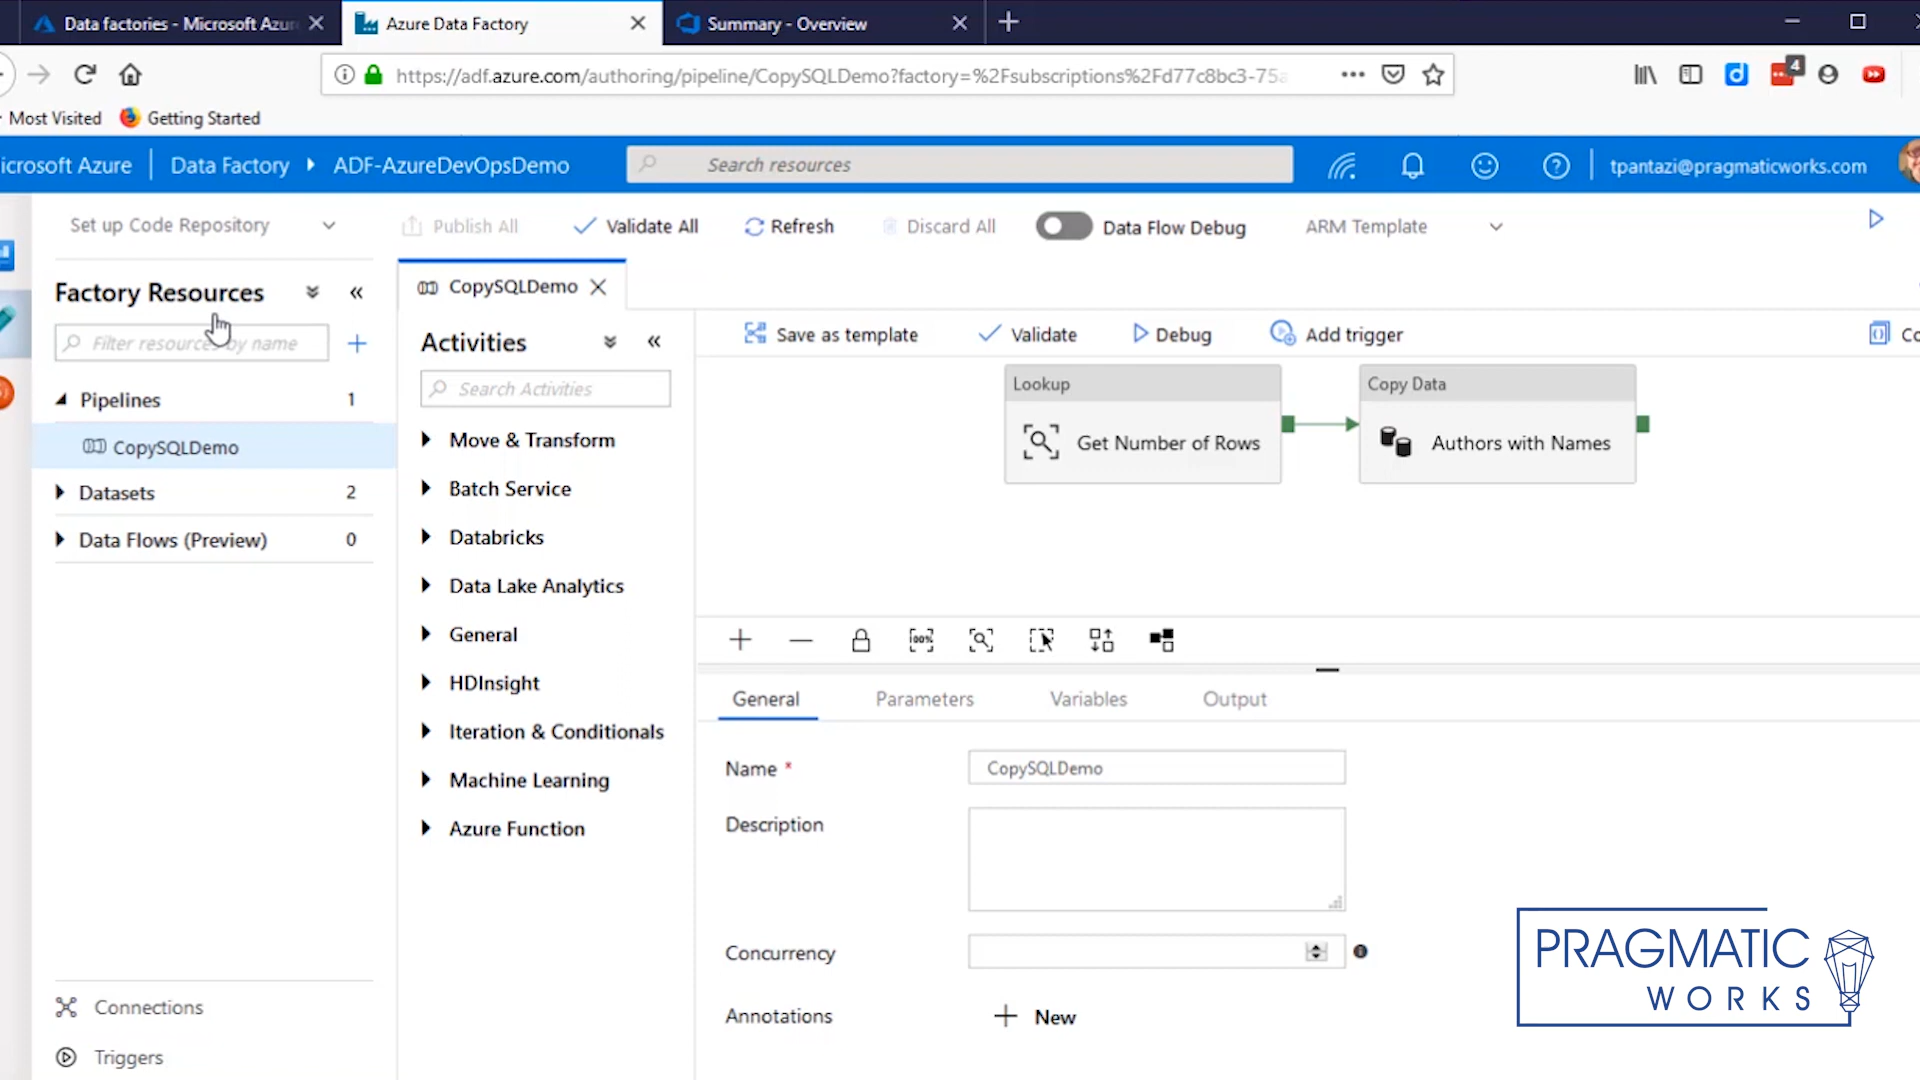 Data factories - Microsoft Azur
Azure Data Factory
Summary - Overview
https://adf.azure.com/authoring/pipeline/CopySQLDemo?factory=%2Fsubscriptions%2Fd77c8bc3-75a
4
Most Visited
Getting Started
icrosoft Azure
Data Factory
ADF-AzureDevOpsDemo
Search resources
tpantazi@pragmaticworks.com
Set up Code Repository
Publish All
Validate All
Refresh
Discard All
Data Flow Debug
ARM Template
Factory Resources
CopySQLDemo
Filter resources by name
Pipelines 1
CopySQLDemo
Datasets 2
Data Flows (Preview) 0
Connections
Triggers
Activities
Search Activities
Move & Transform
Batch Service
Databricks
Data Lake Analytics
General
HDInsight
Iteration & Conditionals
Machine Learning
Azure Function
Save as template
Validate
Debug
Add trigger
Co
Lookup
Get Number of Rows
Copy Data
Authors with Names
100%
General
Parameters
Variables
Output
Name *
CopySQLDemo
Description
Concurrency
Annotations
New
PRAGMATIC
WORKS